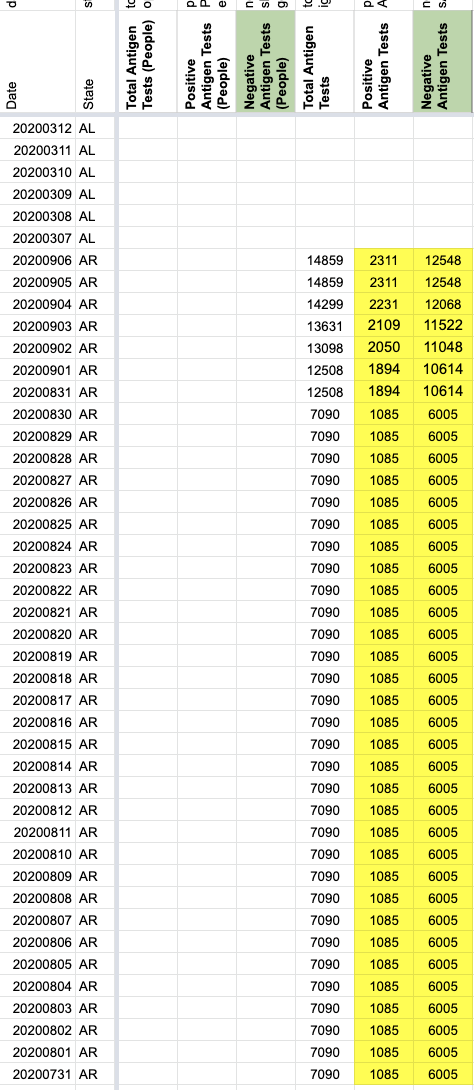 Date State Total Antigen Tests (People) Positive Antigen Tests (People) Negative Antigen Tests (People) Total Antigen Tests Positive Antigen Tests Negative Antigen Tests
20200312 AL
20200311 AL
20200310 AL
20200309 AL
20200308 AL
20200307 AL
20200906 AR 14859 2311 12548
20200905 AR 14859 2311 12548
20200904 AR 14299 2231 12068
20200903 AR 13631 2109 11522
20200902 AR 13098 2050 11048
20200901 AR 12508 1894 10614
20200831 AR 12508 1894 10614
20200830 AR 7090 1085 6005
20200829 AR 7090 1085 6005
20200828 AR 7090 1085 6005
20200827 AR 7090 1085 6005
20200826 AR 7090 1085 6005
20200825 AR 7090 1085 6005
20200824 AR 7090 1085 6005
20200823 AR 7090 1085 6005
20200822 AR 7090 1085 6005
20200821 AR 7090 1085 6005
20200820 AR 7090 1085 6005
20200819 AR 7090 1085 6005
20200818 AR 7090 1085 6005
20200817 AR 7090 1085 6005
20200816 AR 7090 1085 6005
20200815 AR 7090 1085 6005
20200814 AR 7090 1085 6005
20200813 AR 7090 1085 6005
20200812 AR 7090 1085 6005
20200811 AR 7090 1085 6005
20200810 AR 7090 1085 6005
20200809 AR 7090 1085 6005
20200808 AR 7090 1085 6005
20200807 AR 7090 1085 6005
20200806 AR 7090 1085 6005
20200805 AR 7090 1085 6005
20200804 AR 7090 1085 6005
20200803 AR 7090 1085 6005
20200802 AR 7090 1085 6005
20200801 AR 7090 1085 6005
20200731 AR 7090 1085 6005